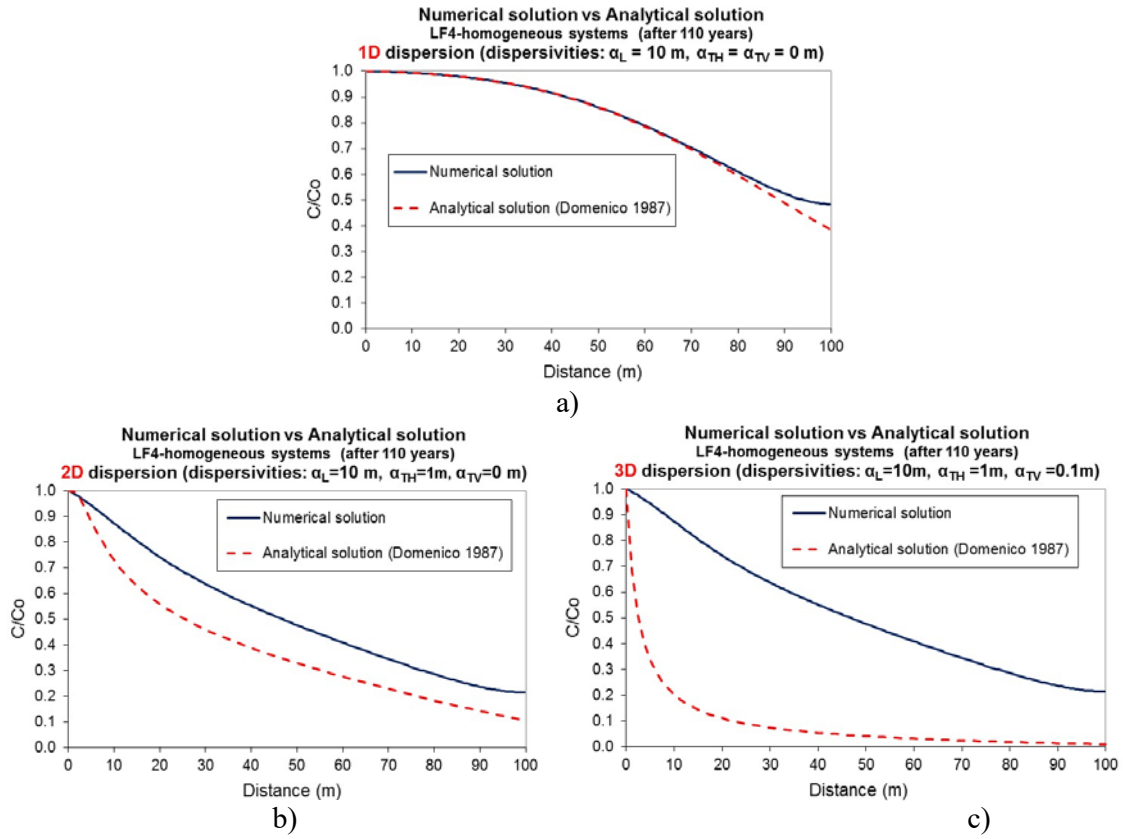 Numerical solution vs Analytical solution
LF4-homogeneous systems (after 110 years)
1D dispersion (dispersivities: αL = 10 m, αTH = αTV = 0 m)
1.0
0.9
0.8
0.7
0.6
0.5
0.4
0.3
0.2
0.1
0.0
C/Co
Numerical solution
Analytical solution (Domenico 1987)
0 10 20 30 40 50 60 70 80 90 100
Distance (m)
a)
Numerical solution vs Analytical solution
LF4-homogeneous systems (after 110 years)
2D dispersion (dispersivities: αL=10 m, αTH=1m, αTV=0 m)
1.0
0.9
0.8
0.7
0.6
0.5
0.4
0.3
0.2
0.1
0.0
C/Co
Numerical solution
Analytical solution (Domenico 1987)
0 10 20 30 40 50 60 70 80 90 100
Distance (m)
b)
Numerical solution vs Analytical solution
LF4-homogeneous systems (after 110 years)
3D dispersion (dispersivities: αL=10m, αTH =1m, αTV =0.1m)
1.0
0.9
0.8
0.7
0.6
0.5
0.4
0.3
0.2
0.1
0.0
C/Co
Numerical solution
Analytical solution (Domenico 1987)
0 10 20 30 40 50 60 70 80 90 100
Distance (m)
c)